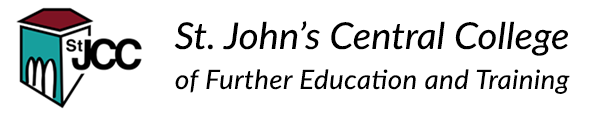 St JCC
St. John's Central College
of Further Education and Training